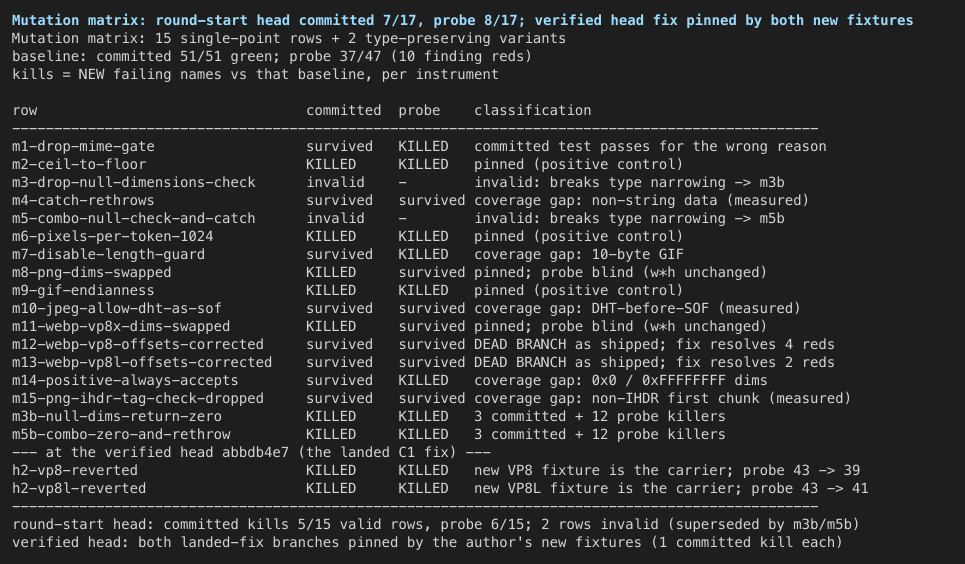 Mutation matrix: round-start head committed 7/17, probe 8/17; verified head fix pinned by both new fixtures
Mutation matrix: 15 single-point rows + 2 type-preserving variants
baseline: committed 51/51 green; probe 37/47 (10 finding reds)
kills = NEW failing names vs that baseline, per instrument
row committed probe classification
m1-drop-mime-gate survived KILLED committed test passes for the wrong reason
m2-ceil-to-floor KILLED KILLED pinned (positive control)
m3-drop-null-dimensions-check invalid – invalid: breaks type narrowing -> m3b
m4-catch-rethrows survived survived coverage gap: non-string data (measured)
m5-combo-null-check-and-catch invalid – invalid: breaks type narrowing -> m5b
m6-pixels-per-token-1024 KILLED KILLED pinned (positive control)
m7-disable-length-guard survived KILLED coverage gap: 10-byte GIF
m8-png-dims-swapped KILLED survived pinned; probe blind (w*h unchanged)
m9-gif-endianness KILLED KILLED pinned (positive control)
m10-jpeg-allow-dht-as-sof survived survived coverage gap: DHT-before-SOF (measured)
m11-webp-vp8x-dims-swapped KILLED survived pinned; probe blind (w*h unchanged)
m12-webp-vp8-offsets-corrected survived survived DEAD BRANCH as shipped; fix resolves 4 reds
m13-webp-vp8l-offsets-corrected survived survived DEAD BRANCH as shipped; fix resolves 2 reds
m14-positive-always-accepts survived KILLED coverage gap: 0x0 / 0xFFFFFFFF dims
m15-png-ihdr-tag-check-dropped survived survived coverage gap: non-IHDR first chunk (measured)
m3b-null-dims-return-zero KILLED KILLED 3 committed + 12 probe killers
m5b-combo-zero-and-rethrow KILLED KILLED 3 committed + 12 probe killers
--- at the verified head abbdb4e7 (the landed C1 fix) ---
h2-vp8-reverted KILLED KILLED new VP8 fixture is the carrier; probe 43 -> 39
h2-vp8l-reverted KILLED KILLED new VP8L fixture is the carrier; probe 43 -> 41
round-start head: committed kills 5/15 valid rows, probe 6/15; 2 rows invalid (superseded by m3b/m5b)
verified head: both landed-fix branches pinned by the author's new fixtures (1 committed kill each)